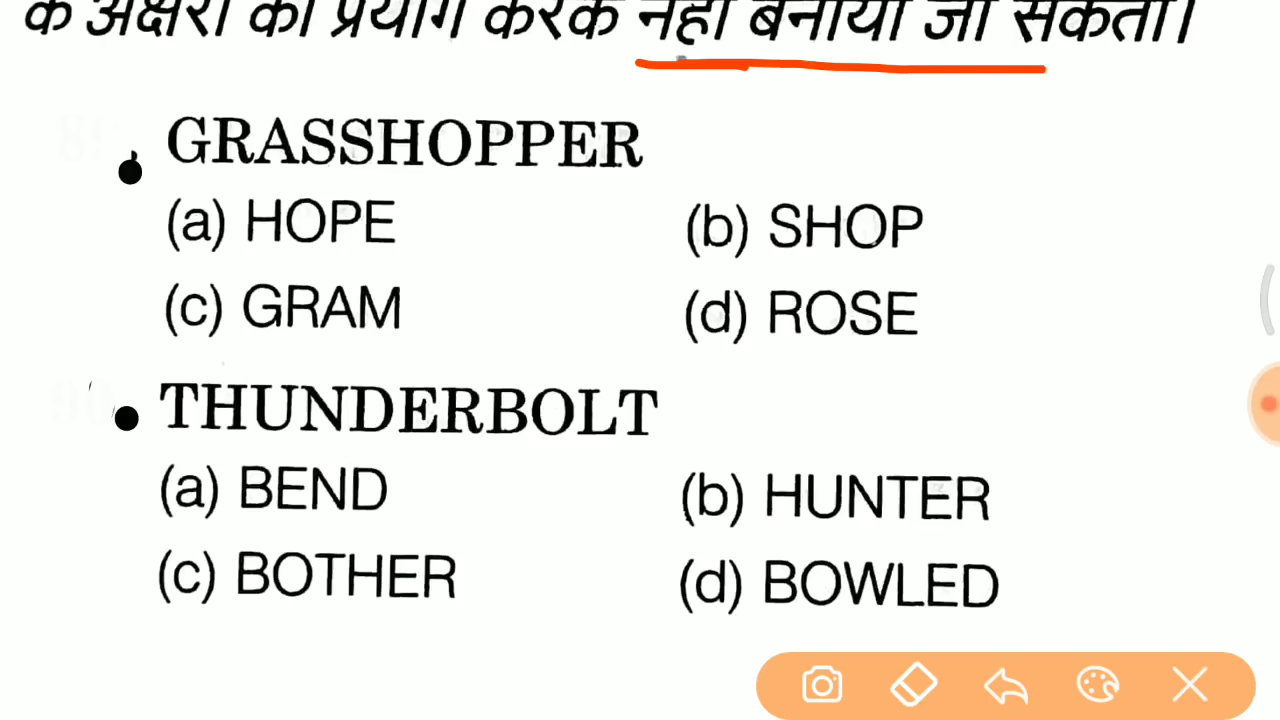 के अक्षरों का प्रयोग करके नहीं बनाया जा सकता।
GRASSHOPPER
(a) HOPE (b) SHOP
(c) GRAM (d) ROSE
THUNDERBOLT
(a) BEND (b) HUNTER
(c) BOTHER (d) BOWLED